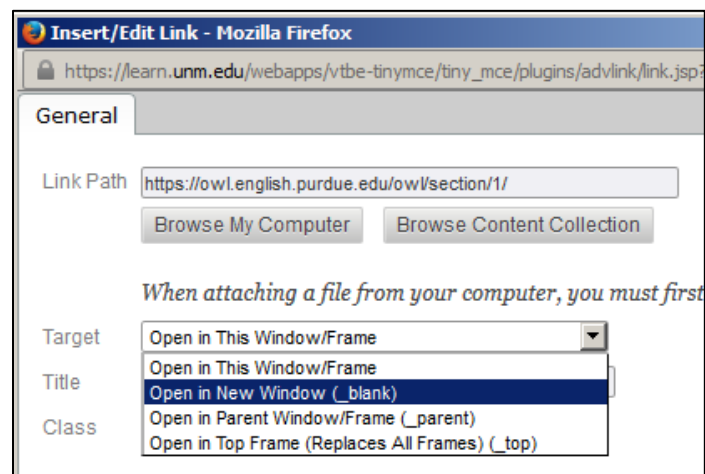 Insert/Edit Link - Mozilla Firefox
https://learn.unm.edu/webapps/vtbe-tinymce/tiny_mce/plugins/advlink/link.jsp?
General
Link Path https://owl.english.purdue.edu/owl/section/1/
Browse My Computer Browse Content Collection
When attaching a file from your computer, you must first
Target Open in This Window/Frame
Open in This Window/Frame
Title Open in New Window (_blank)
Class Open in Parent Window/Frame (_parent)
Open in Top Frame (Replaces All Frames) (_top)